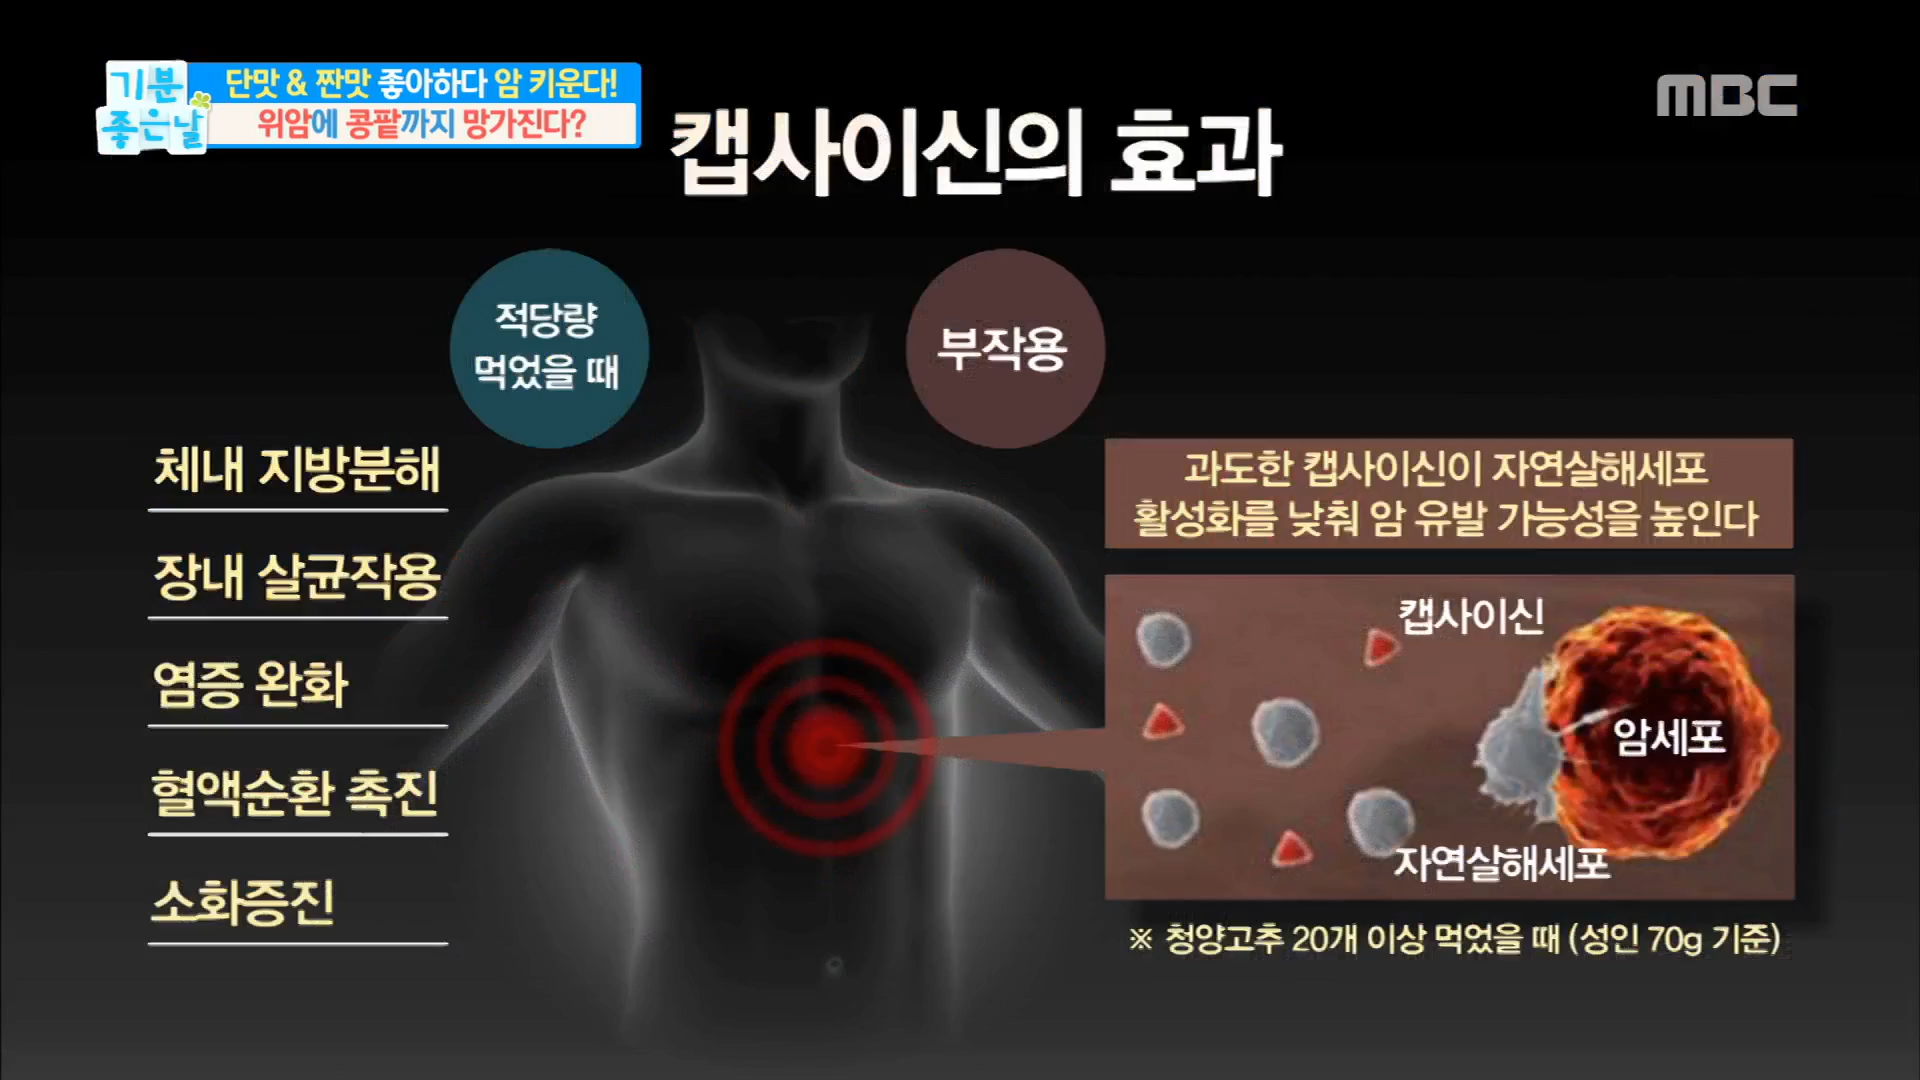 기분
좋은날
단맛 & 짠맛 좋아하다 암 키운다!
위암에 콩팥까지 망가진다?
MBC
캡사이신의 효과
적당량
먹었을 때
체내 지방분해
장내 살균작용
염증 완화
혈액순환 촉진
소화증진
부작용
과도한 캡사이신이 자연살해세포
활성화를 낮춰 암 유발 가능성을 높인다
캡사이신
암세포
자연살해세포
※ 청양고추 20개 이상 먹었을 때 (성인 70g 기준)